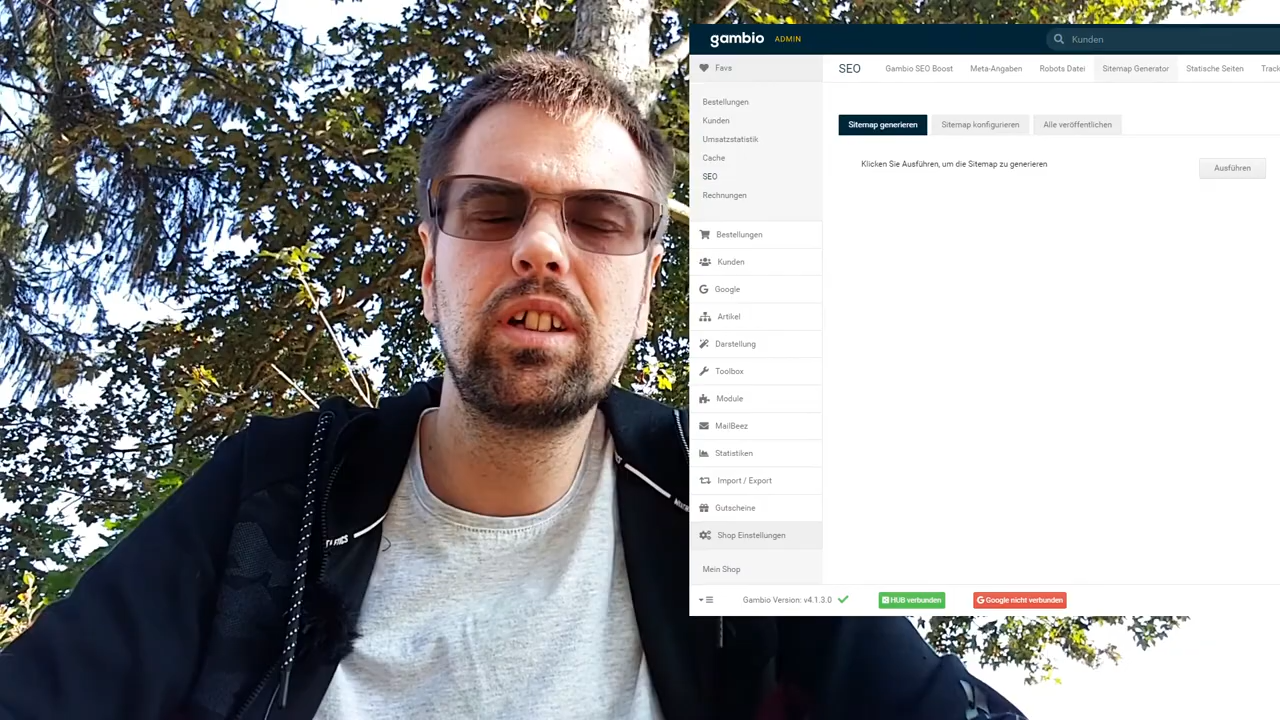 gambio ADMIN
Kunden
Favs
SEO Gambio SEO Boost Meta-Angaben Robots Datei Sitemap Generator Statische Seiten
Bestellungen
Kunden
Umsatzstatistik
Cache
SEO
Rechnungen
Sitemap generieren Sitemap konfigurieren Alle veröffentlichen
Klicken Sie Ausführen, um die Sitemap zu generieren
Ausführen
Bestellungen
Kunden
Google
Artikel
Darstellung
Toolbox
Module
MailBeez
Statistiken
Import / Export
Gutscheine
Shop Einstellungen
Mein Shop
Gambio Version: v4.1.3.0 HUB verbunden Google nicht verbunden